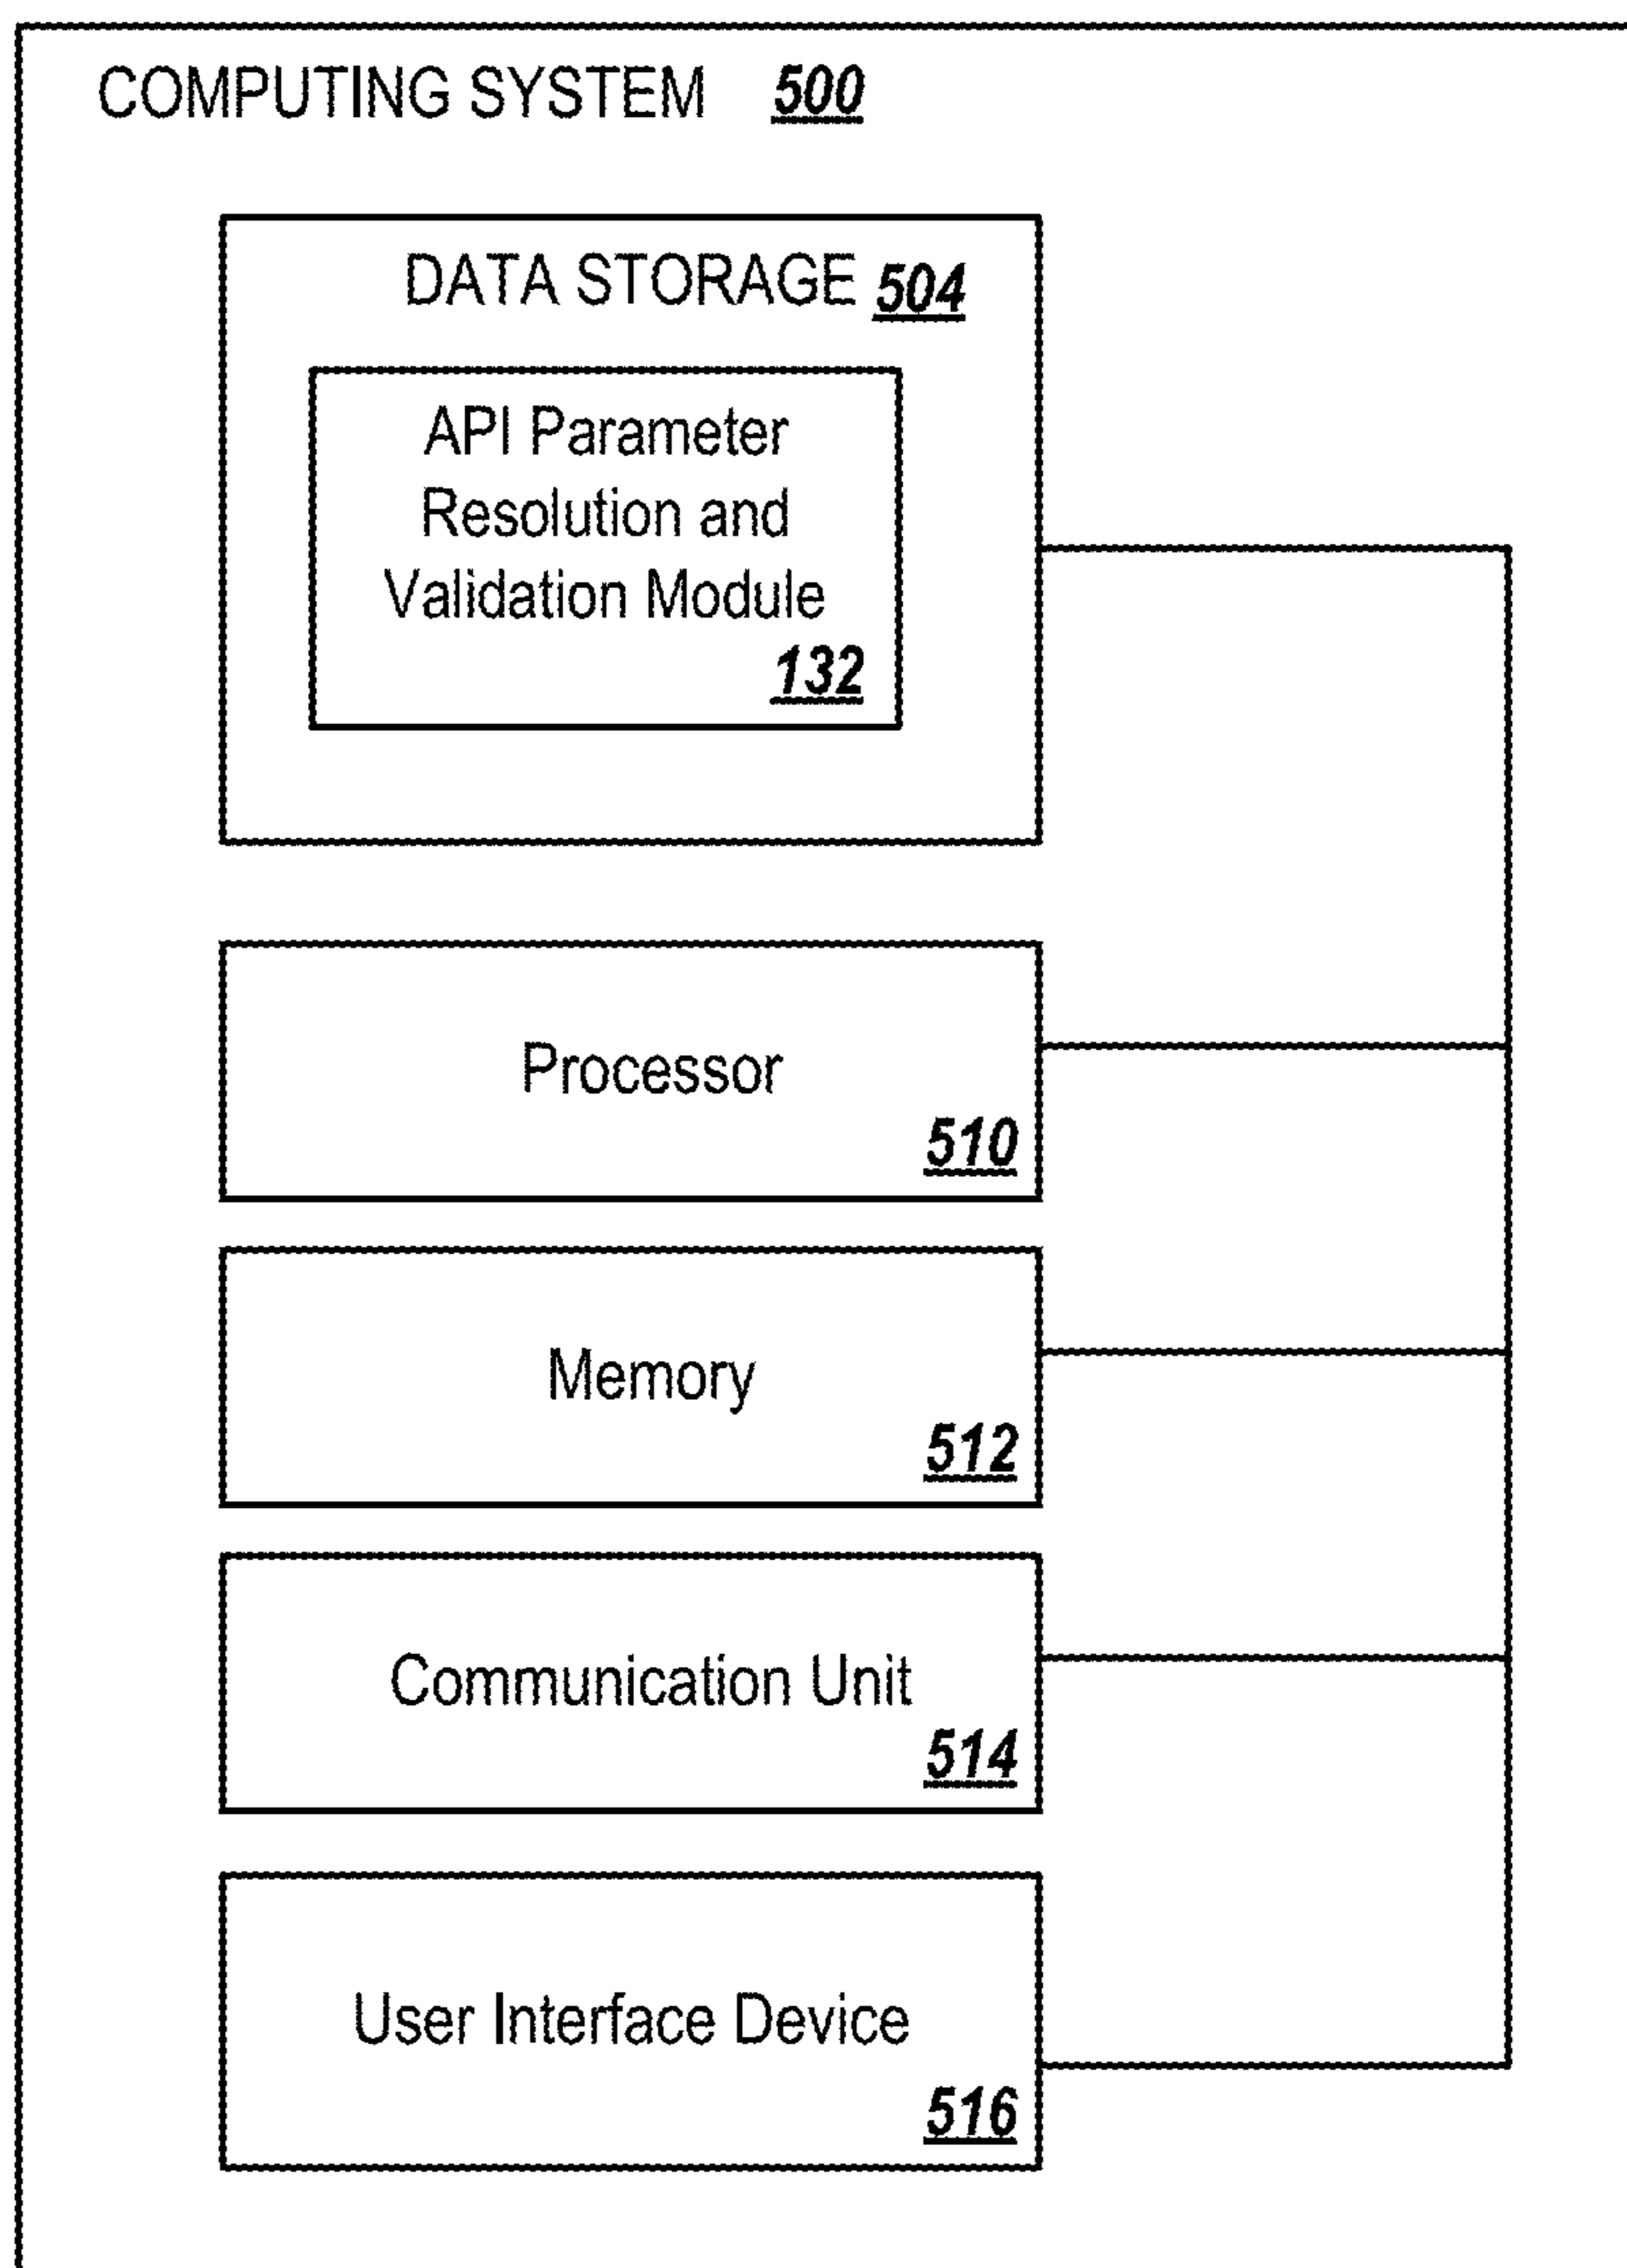 COMPUTING SYSTEM 500
DATA STORAGE 504
API Parameter
Resolution and
Validation Module
132
Processor
510
Memory
512
Communication Unit
514
User Interface Device
516